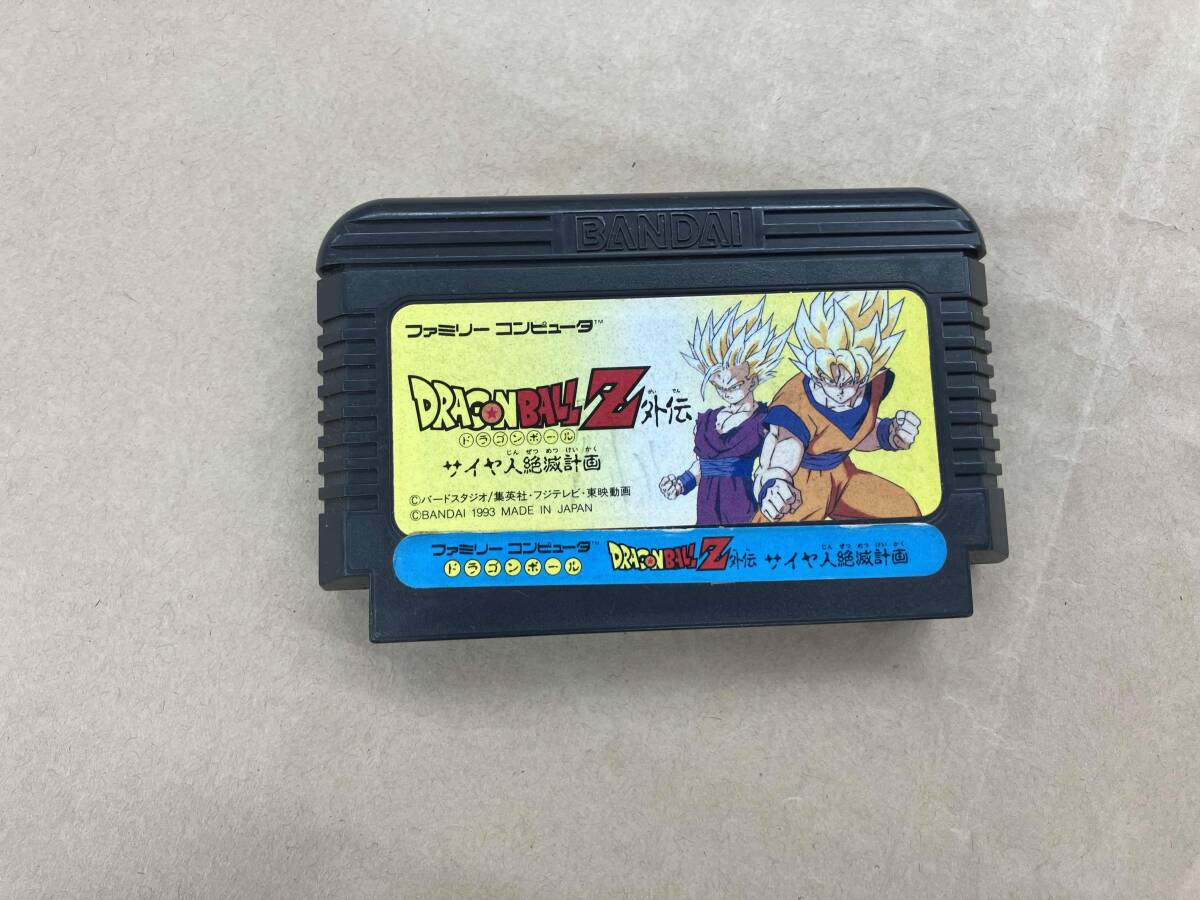 BANDAI
ファミリー コンピュータ™
DRAGON BALL Z 外伝
がい でん
ドラゴンボール
じん ぜつ めつ けい かく
サイヤ人絶滅計画
©バードスタジオ/集英社・フジテレビ・東映動画
©BANDAI 1993 MADE IN JAPAN
ファミリー コンピュータ™
ドラゴンボール
DRAGON BALL Z 外伝
じん ぜつ めつ けい かく
サイヤ人絶滅計画